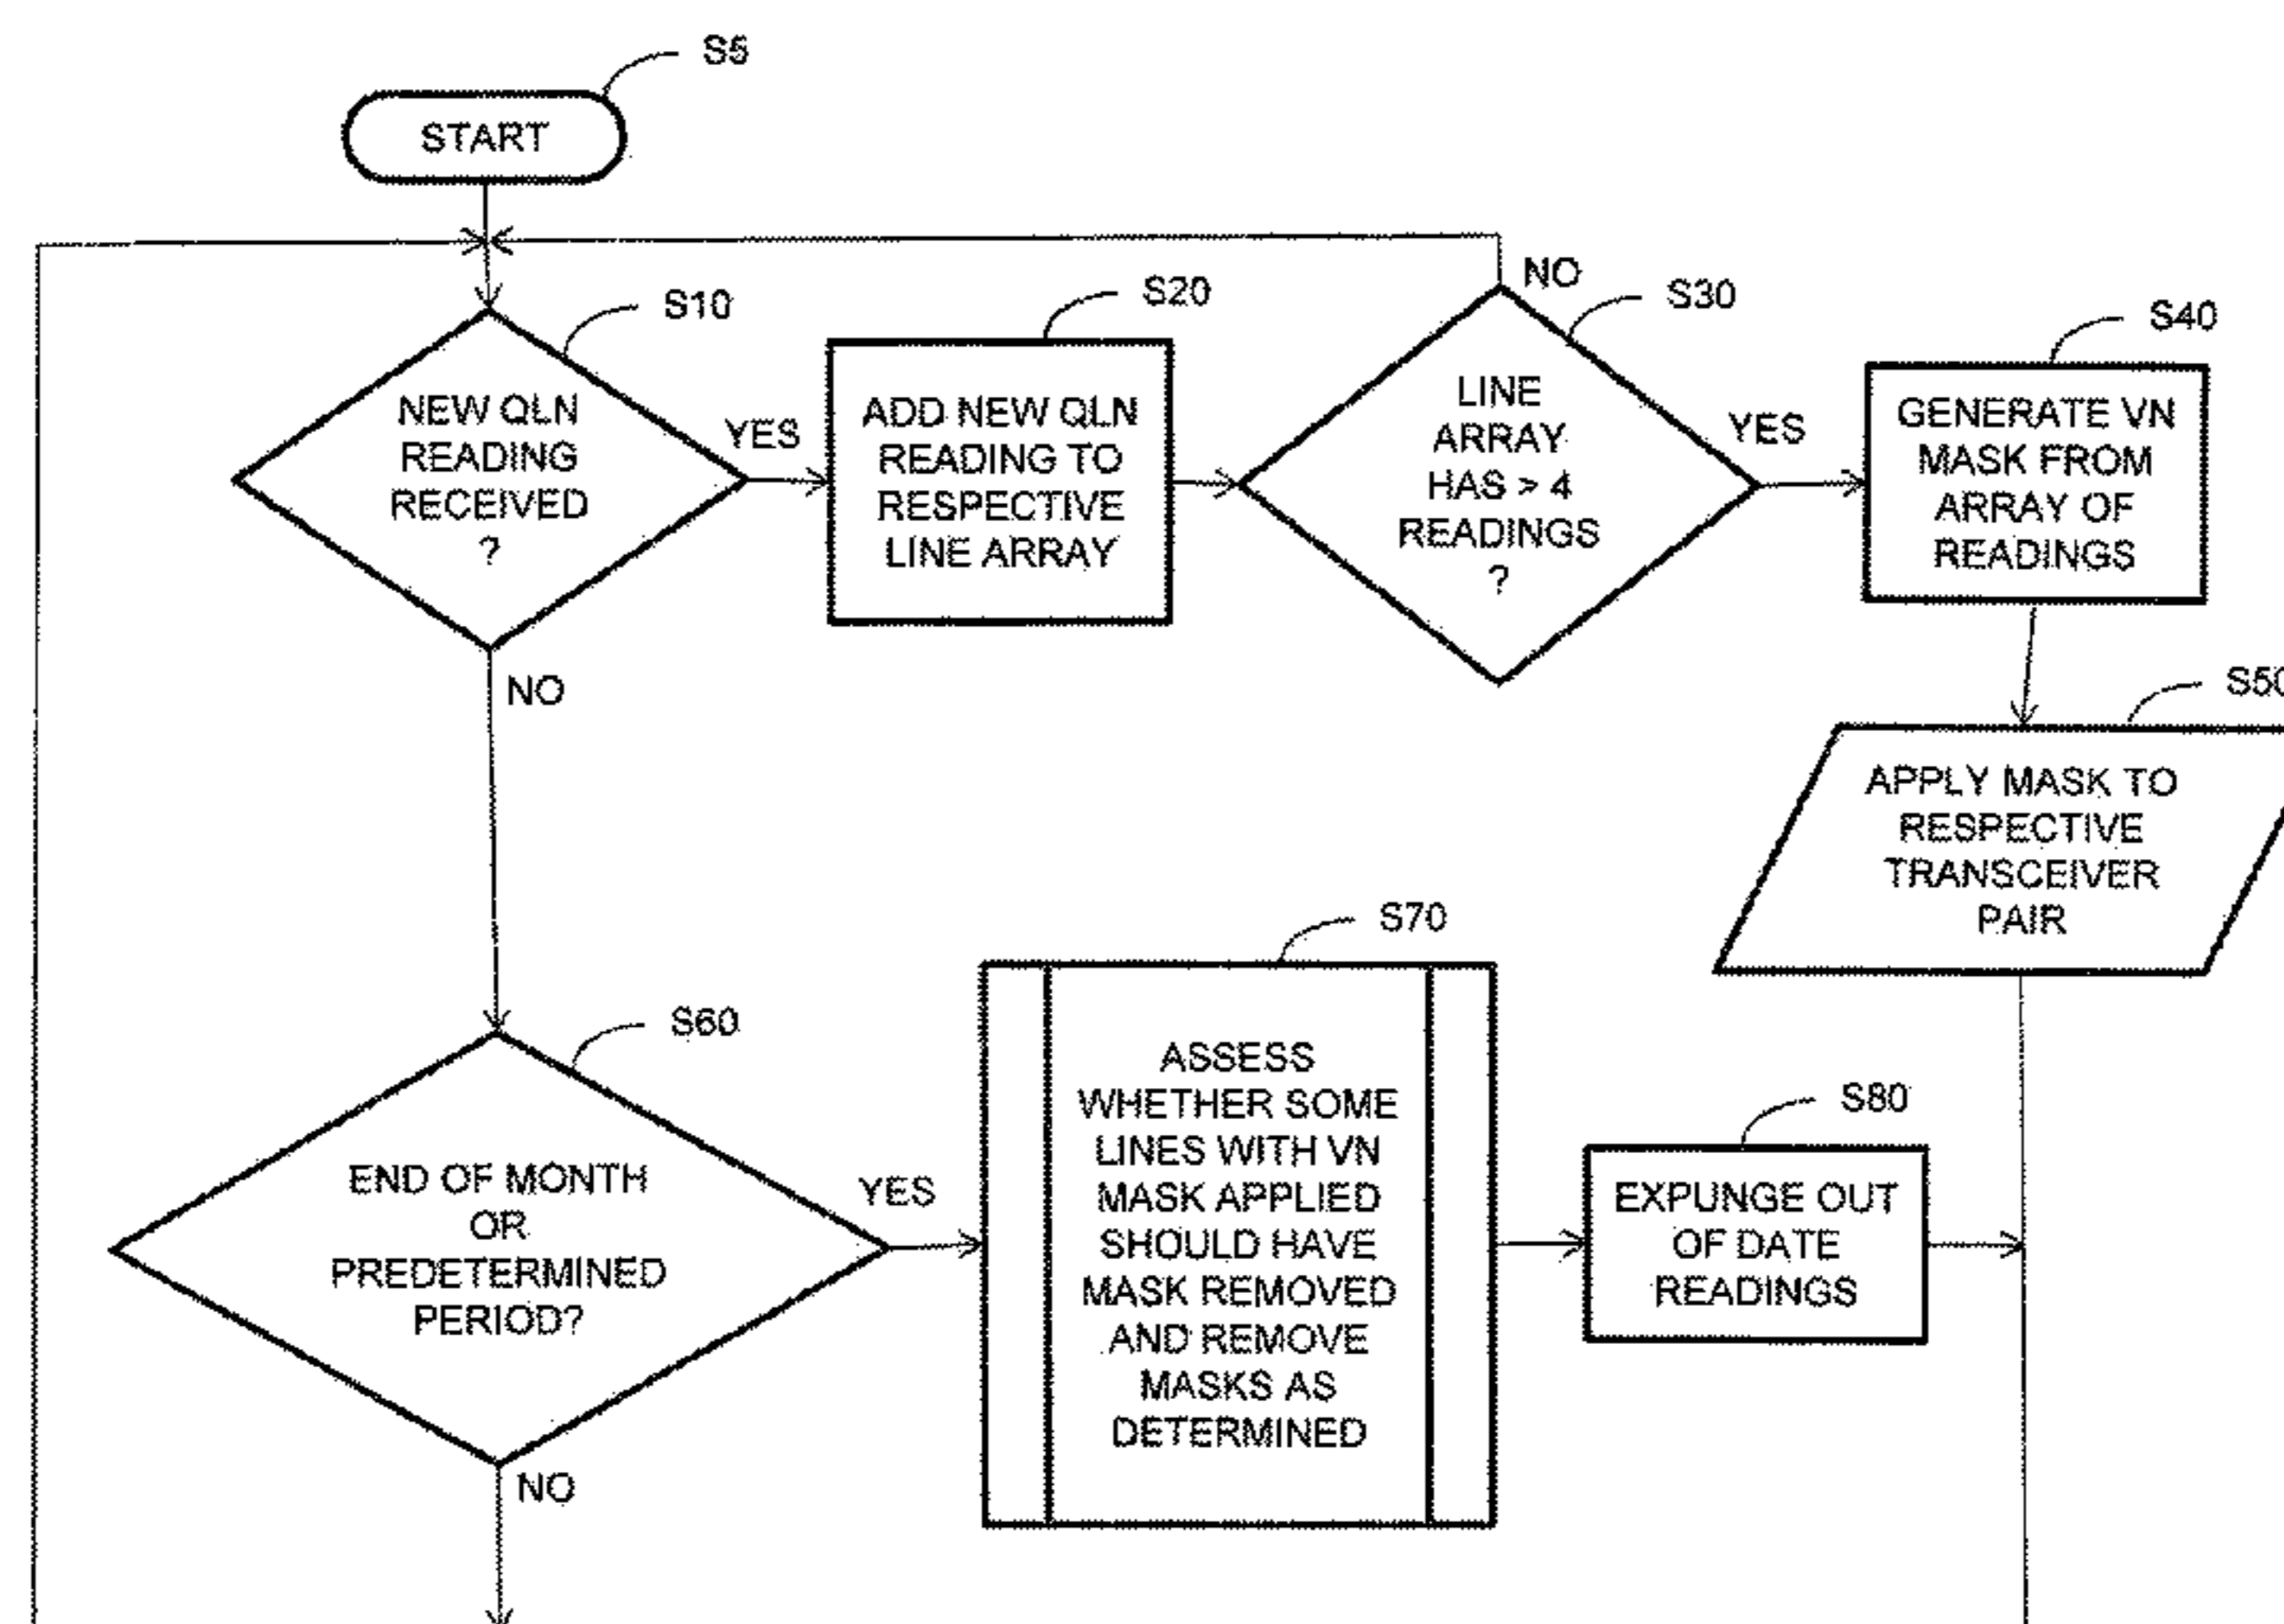 S5
START
S10
NEW QLN
READING
RECEIVED
?
YES
NO
S20
ADD NEW QLN
READING TO
RESPECTIVE
LINE ARRAY
NO
S30
LINE
ARRAY
HAS > 4
READINGS
?
YES
S40
GENERATE VN
MASK FROM
ARRAY OF
READINGS
S50
APPLY MASK TO
RESPECTIVE
TRANSCEIVER
PAIR
S60
END OF MONTH
OR
PREDETERMINED
PERIOD?
YES
NO
S70
ASSESS
WHETHER SOME
LINES WITH VN
MASK APPLIED
SHOULD HAVE
MASK REMOVED
AND REMOVE
MASKS AS
DETERMINED
S80
EXPUNGE OUT
OF DATE
READINGS